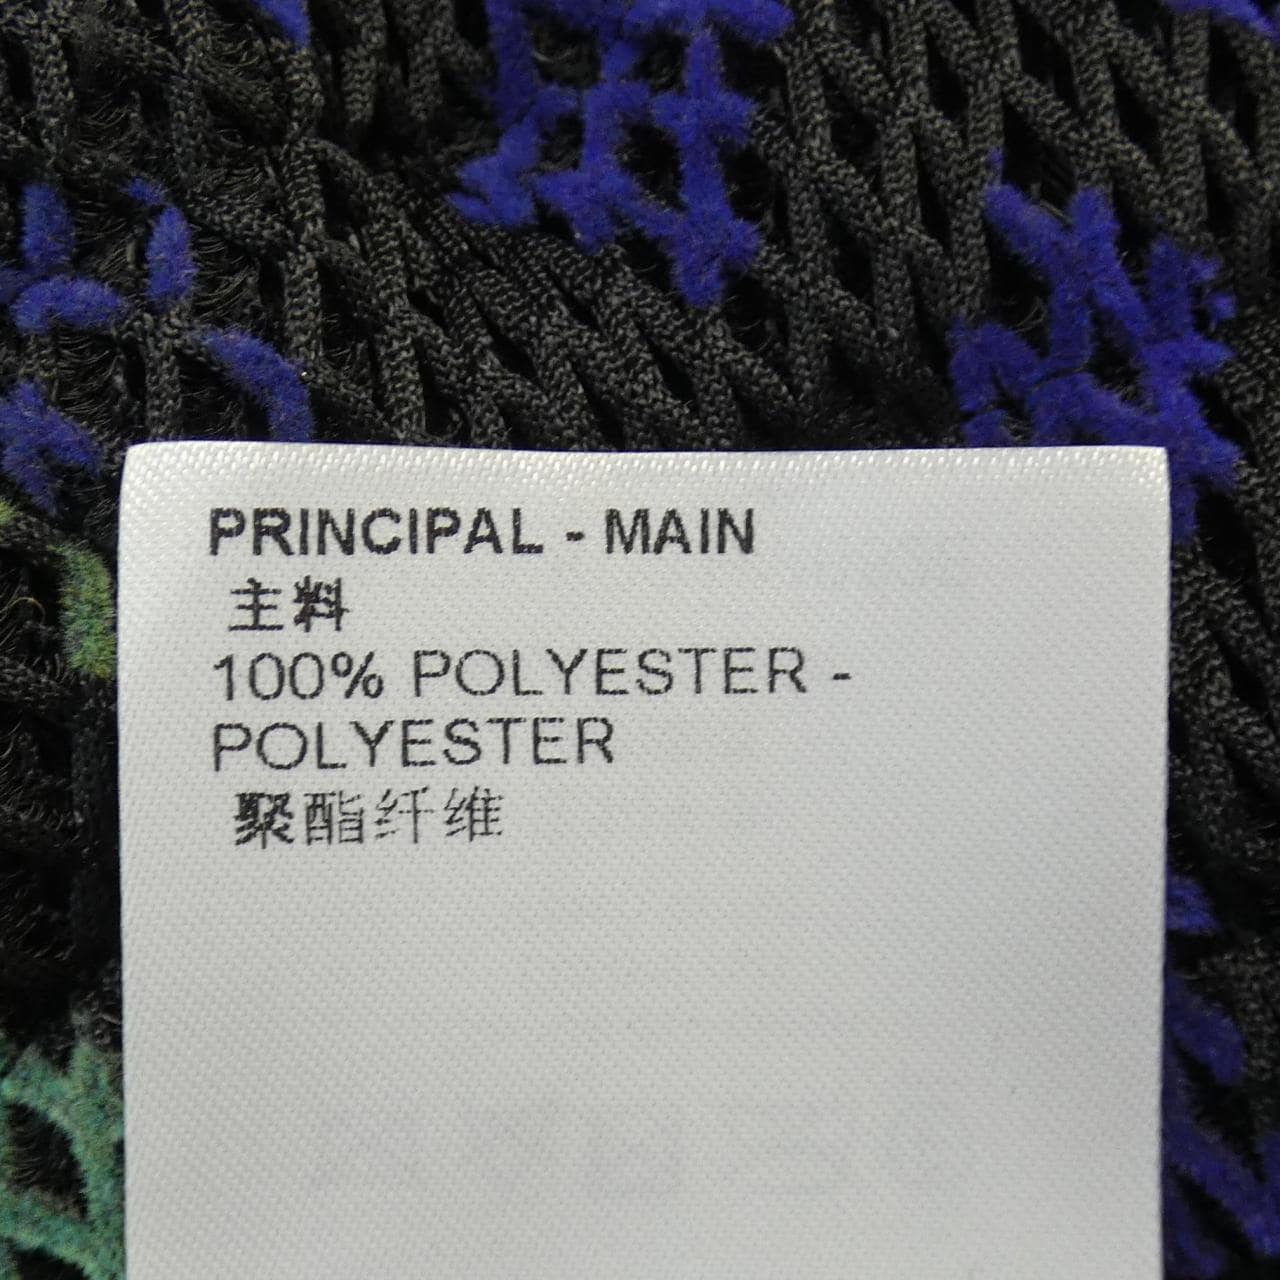 PRINCIPAL - MAIN
主料
100% POLYESTER -
POLYESTER
聚酯纤维